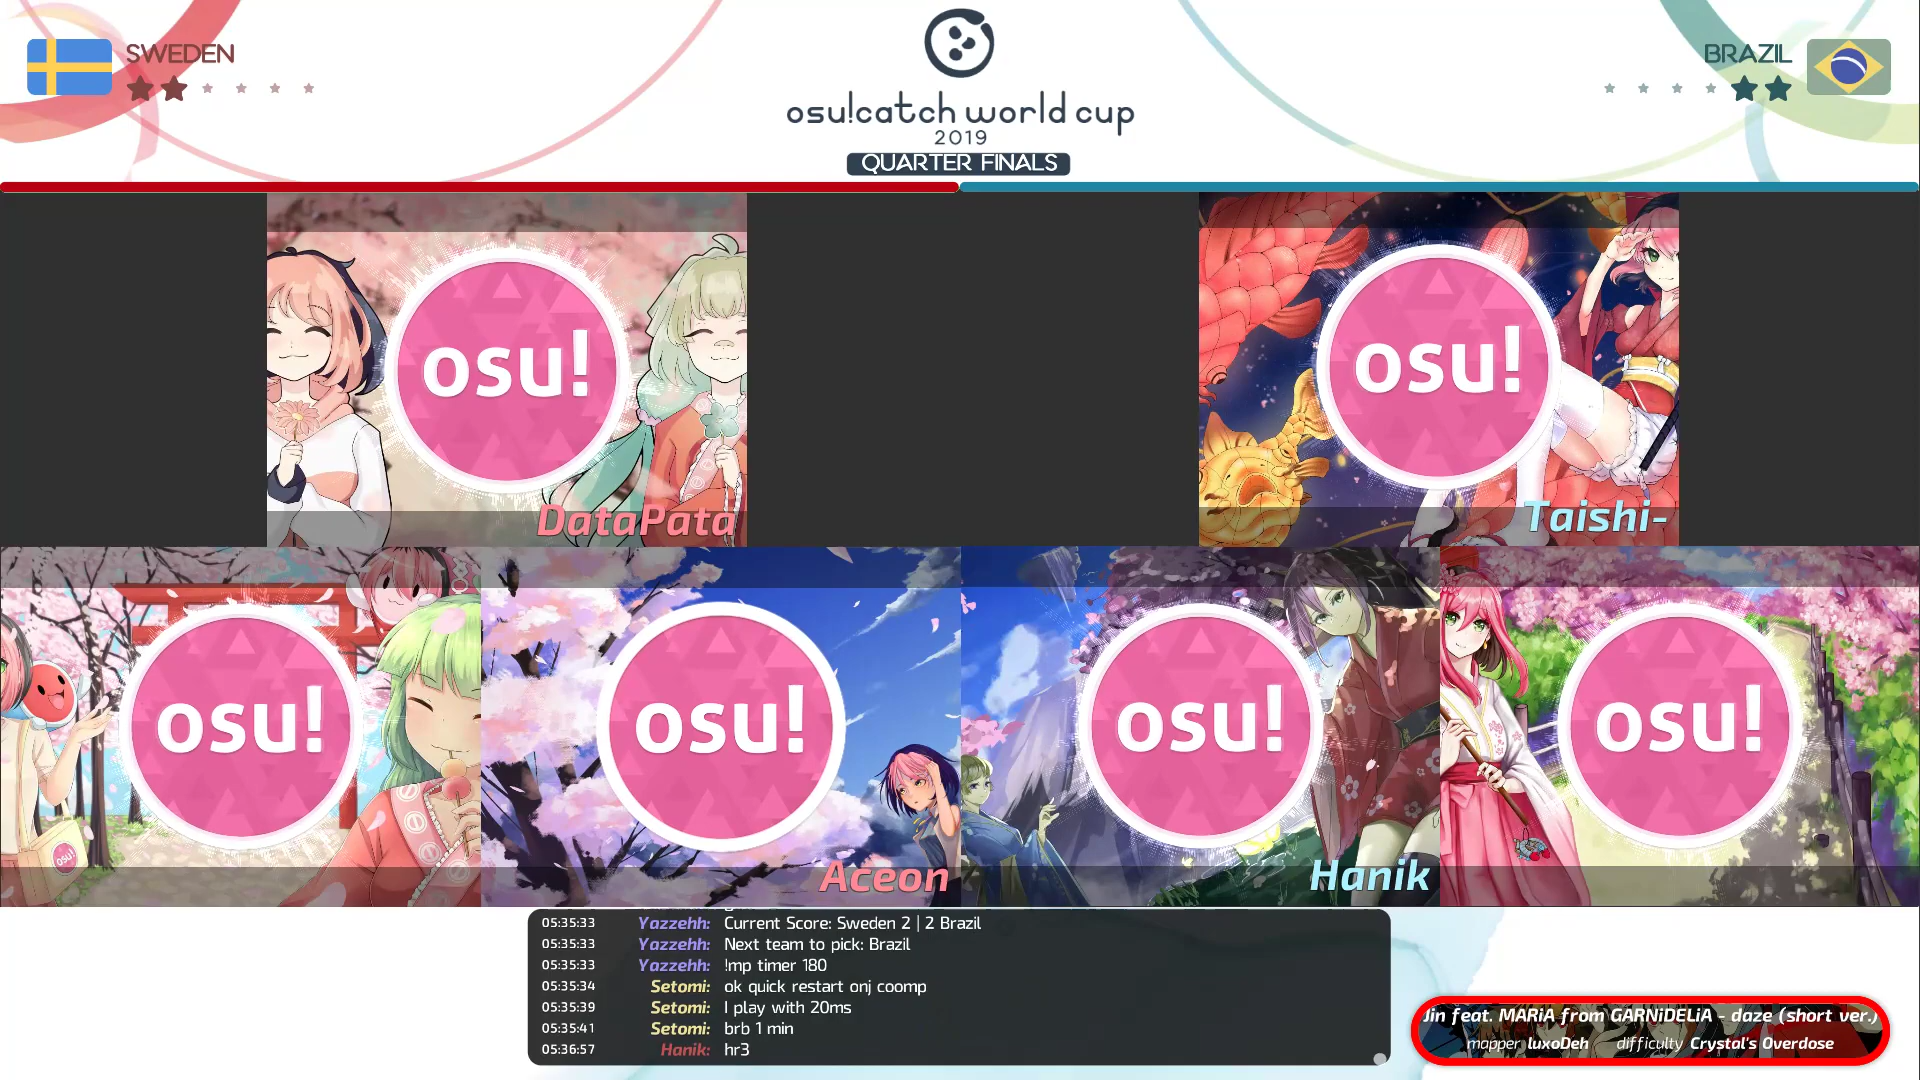 SWEDEN
BRAZIL
osu!catch world cup
2019
QUARTER FINALS
osu!
DataPata
osu!
Taishi-
osu!
osu!
Aceon
osu!
Hanik
osu!
osu!
05:35:33 Yazzehh: Current Score: Sweden 2 | 2 Brazil
05:35:33 Yazzehh: Next team to pick: Brazil
05:35:33 Yazzehh: !mp timer 180
05:35:34 Setomi: ok quick restart onj coomp
05:35:39 Setomi: I play with 20ms
05:35:41 Setomi: brb 1 min
05:36:57 Hanik: hr3
Jin feat. MARiA from GARNiDELiA - daze (short ver.)
mapper luxoDeh difficulty Crystal's Overdose